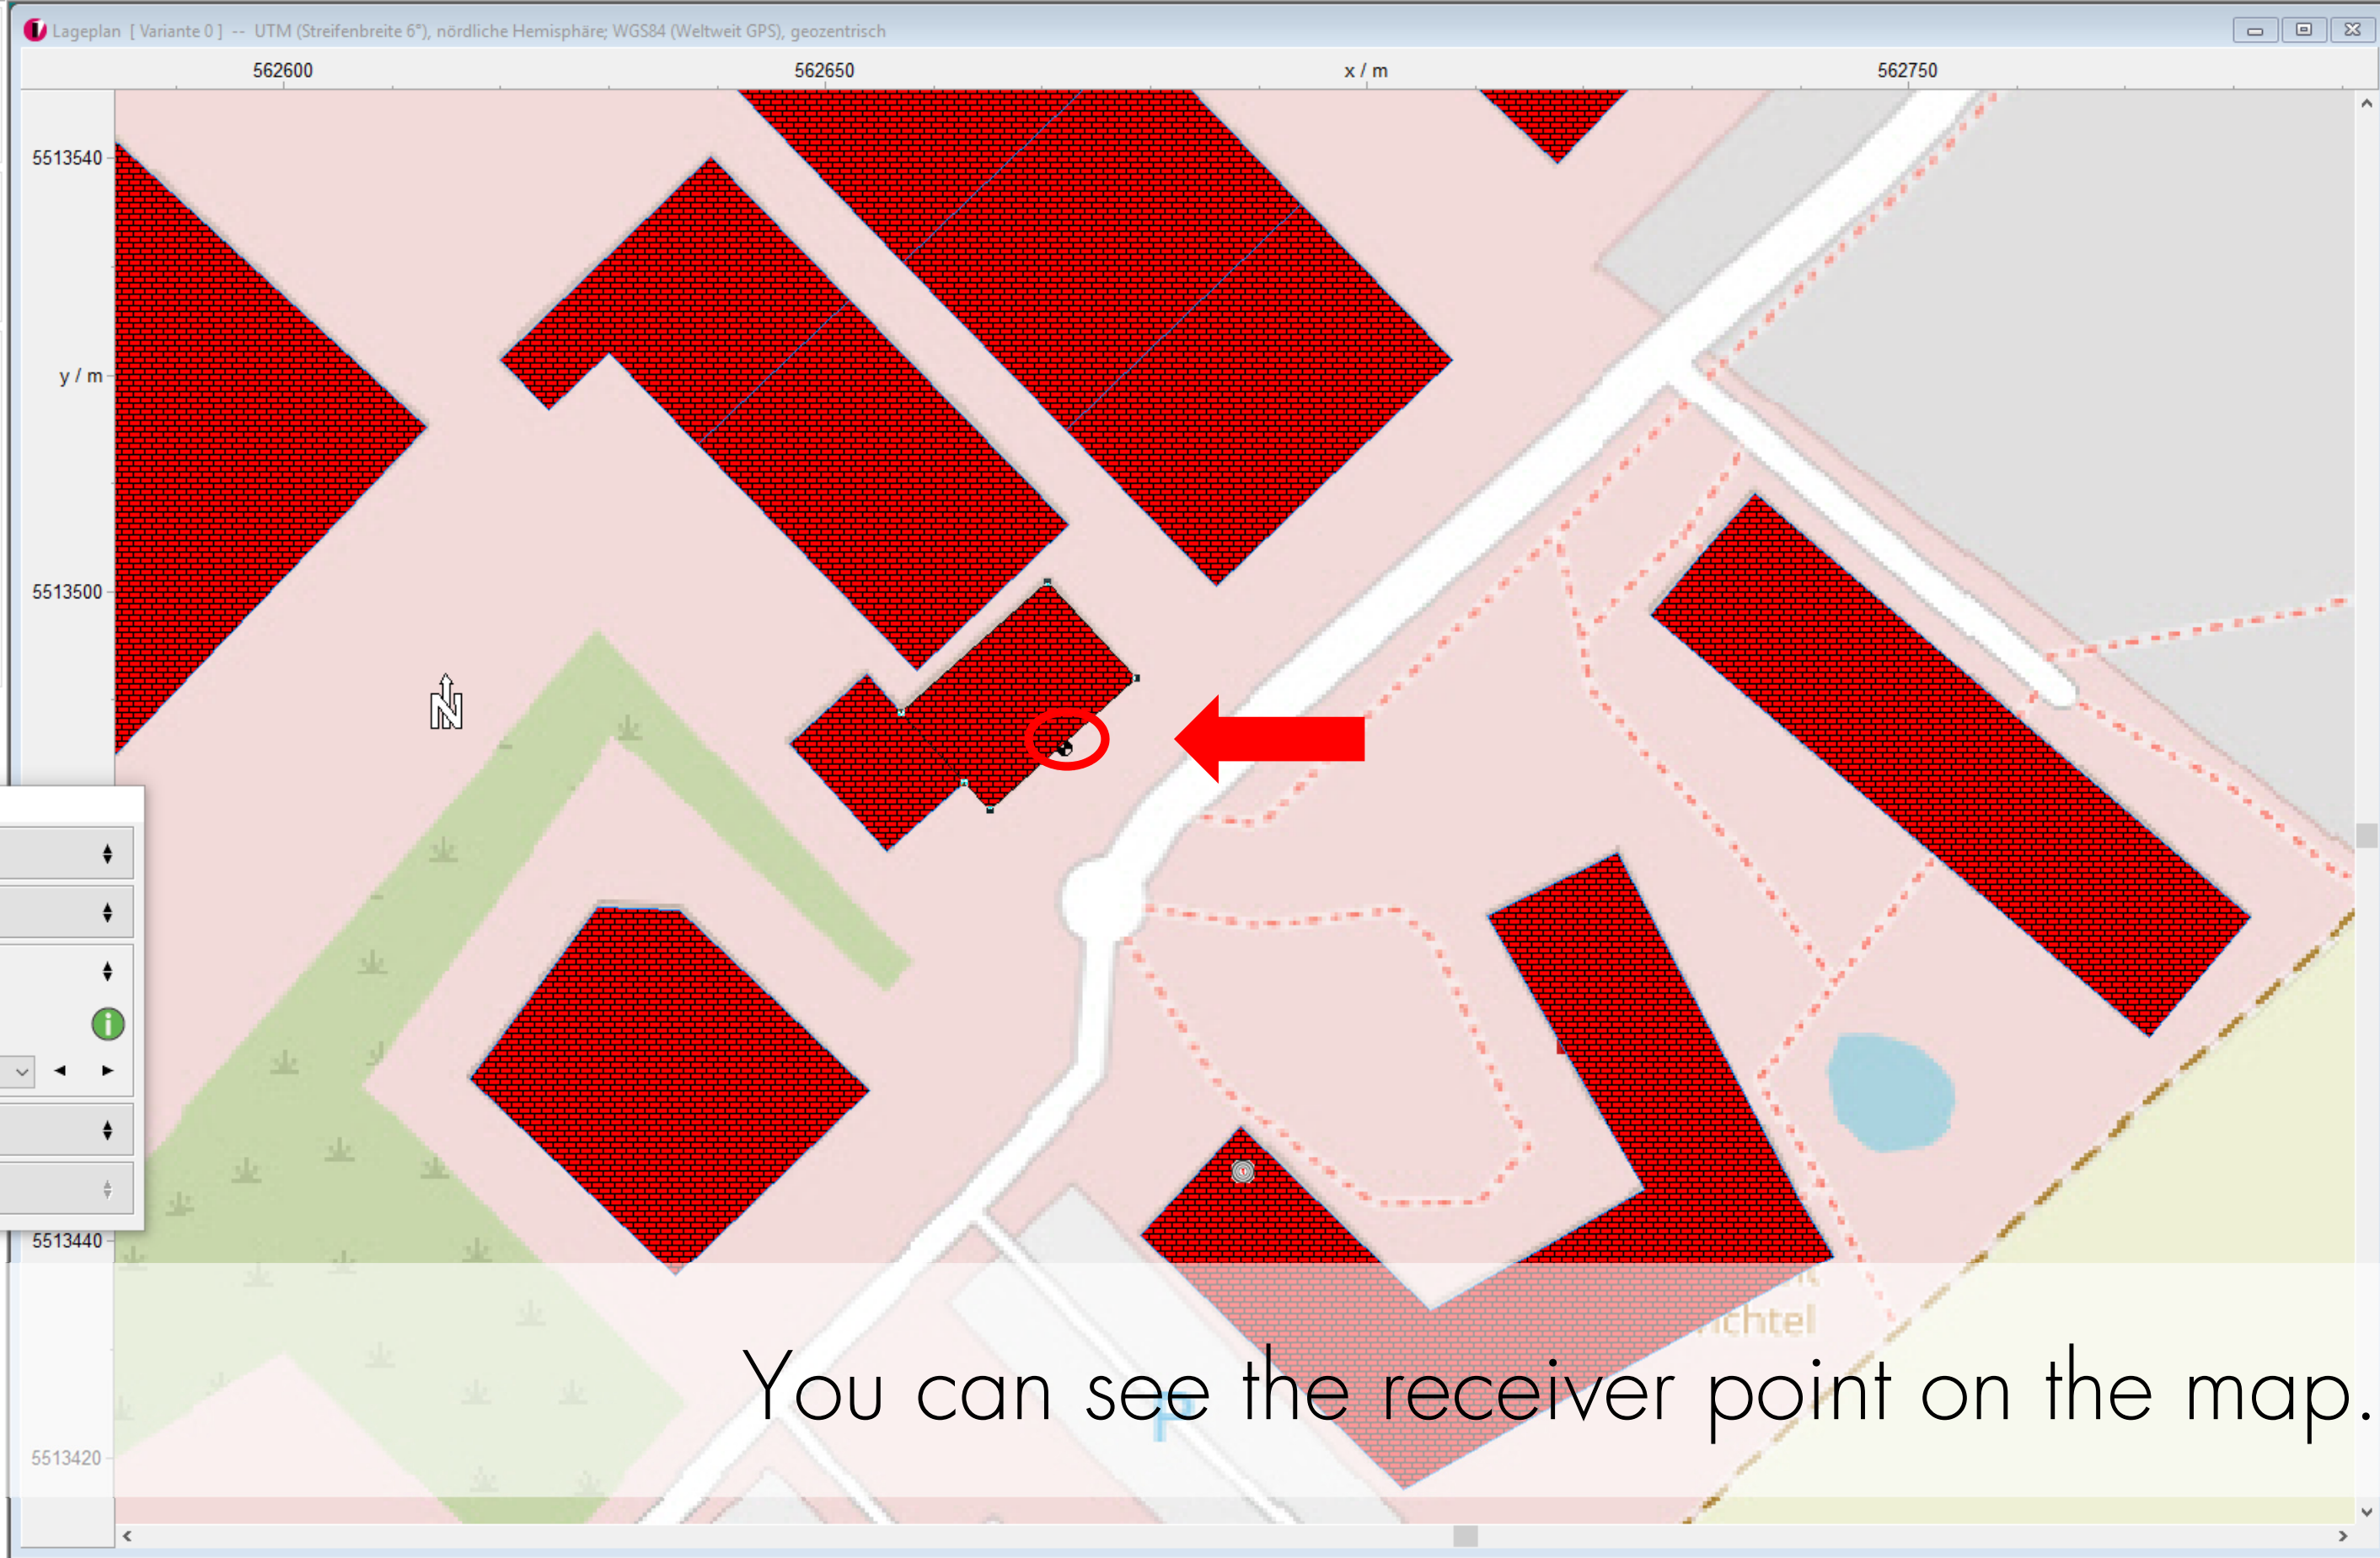 Lageplan [ Variante 0 ] -- UTM (Streifenbreite 6°), nördliche Hemisphäre; WGS84 (Weltweit GPS), geozentrisch
562600 562650 x / m 562750
5513540
y / m
5513500
N
5513440
chtel
You can see the receiver point on the map.
P
5513420